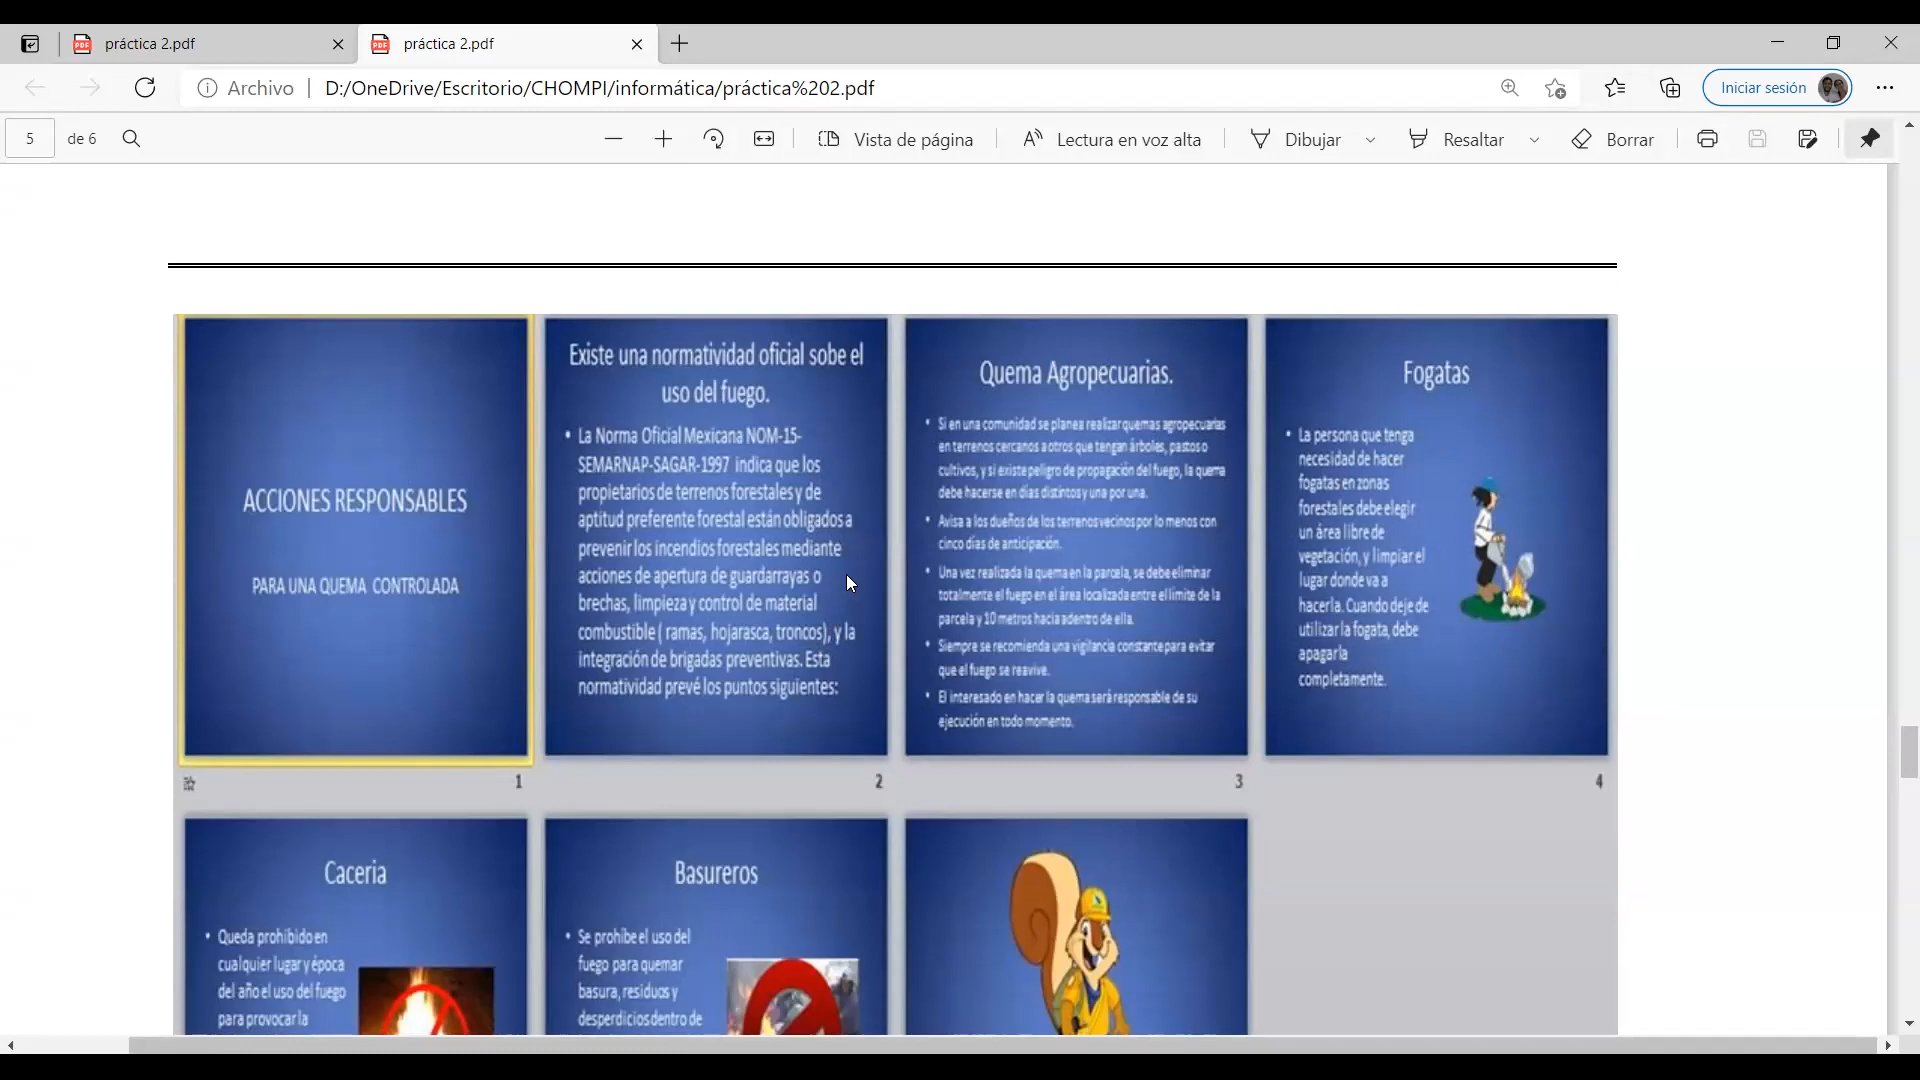 práctica 2.pdf
práctica 2.pdf
Archivo
D:/OneDrive/Escritorio/CHOMPI/informática/práctica%202.pdf
Iniciar sesión
5
de 6
Vista de página
Lectura en voz alta
Dibujar
Resaltar
Borrar
ACCIONES RESPONSABLES
PARA UNA QUEMA CONTROLADA
1
Existe una normatividad oficial sobe el
uso del fuego.
• La Norma Oficial Mexicana NOM-15-
SEMARNAP-SAGAR-1997 indica que los
propietarios de terrenos forestales y de
aptitud preferente forestal están obligados a
prevenir los incendios forestales mediante
acciones de apertura de guardarrayas o
brechas, limpieza y control de material
combustible ( ramas, hojarasca, troncos), y la
integración de brigadas preventivas. Esta
normatividad prevé los puntos siguientes:
2
Quema Agropecuarias.
• Si en una comunidad se planea realizar quemas agropecuarias
en terrenos cercanos a otros que tengan árboles, pastos o
cultivos, y si existe peligro de propagación del fuego, la quema
debe hacerse en días distintos y una por una.
• Avisa a los dueños de los terrenos vecinos por lo menos con
cinco días de anticipación.
• Una vez realizada la quema en la parcela, se debe eliminar
totalmente el fuego en el área localizada entre el límite de la
parcela y 10 metros hacia adentro de ella.
• Siempre se recomienda una vigilancia constante para evitar
que el fuego se reavive.
• El interesado en hacer la quema será responsable de su
ejecución en todo momento.
3
Fogatas
• La persona que tenga
necesidad de hacer
fogatas en zonas
forestales debe elegir
un área libre de
vegetación, y limpiar el
lugar donde va a
hacerla. Cuando deje de
utilizar la fogata, debe
apagarla
completamente.
4
Caceria
• Queda prohibido en
cualquier lugar y época
del año el uso del fuego
para provocar la
Basureros
• Se prohíbe el uso del
fuego para quemar
basura, residuos y
desperdicios dentro de